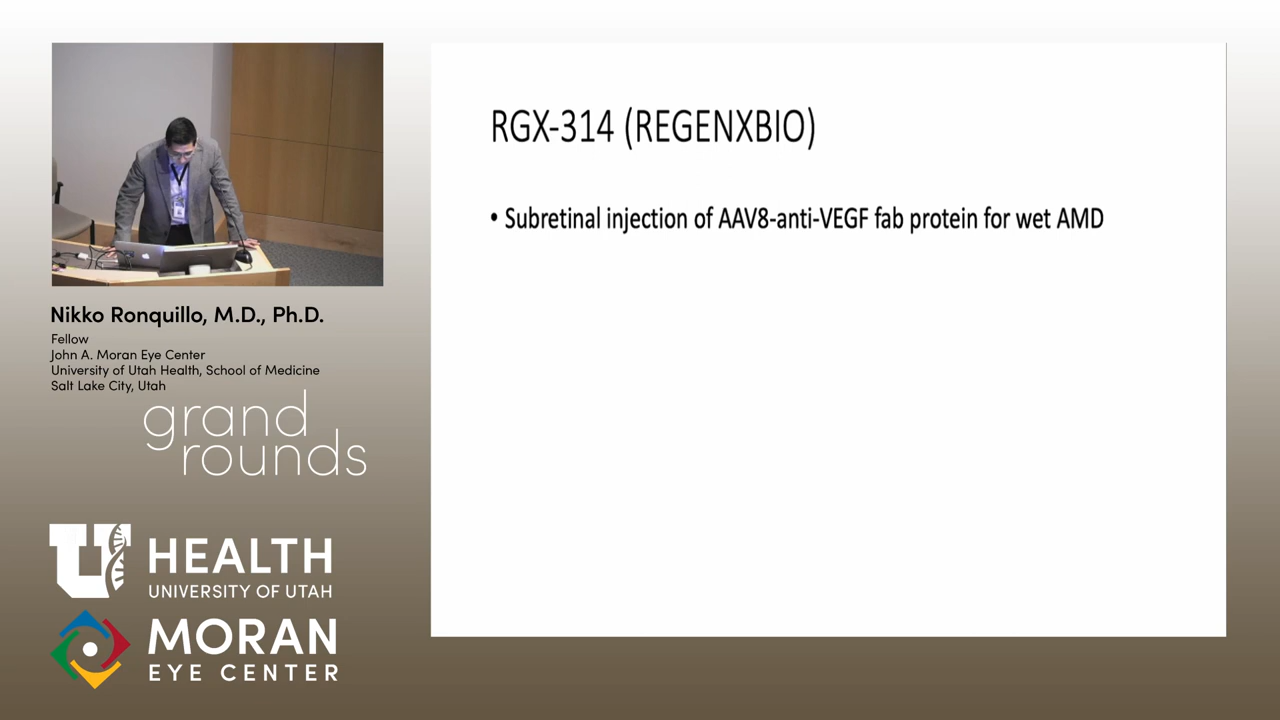 RGX-314 (REGENXBIO)
• Subretinal injection of AAV8-anti-VEGF fab protein for wet AMD
Nikko Ronquillo, M.D., Ph.D.
Fellow
John A. Moran Eye Center
University of Utah Health, School of Medicine
Salt Lake City, Utah
grand
rounds
U HEALTH
UNIVERSITY OF UTAH
MORAN
EYE CENTER